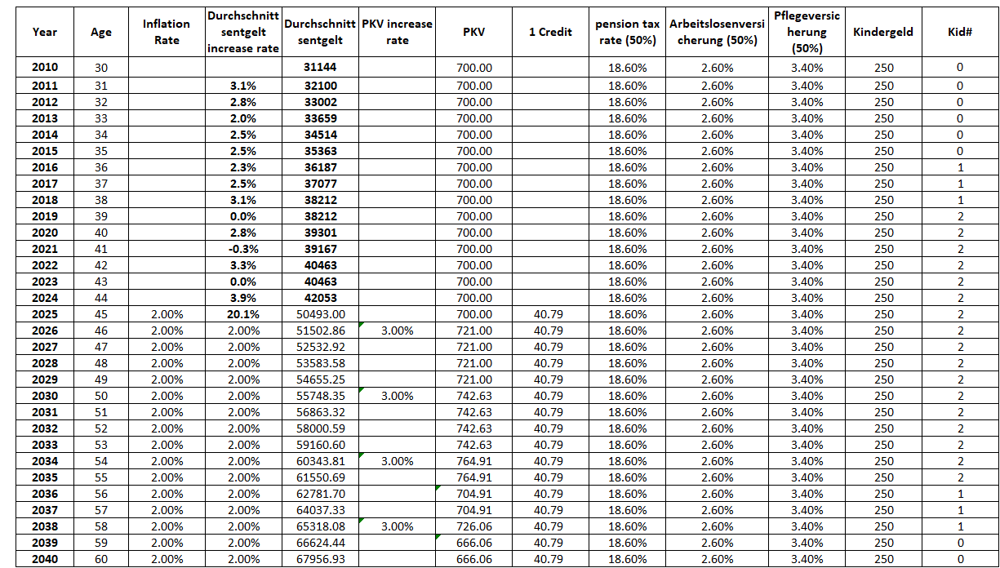 Year Age Inflation Rate Durchschnittsentgelt increase rate Durchschnittsentgelt PKV increase rate PKV 1 Credit pension tax rate (50%) Arbeitslosenversicherung (50%) Pflegeversicherung (50%) Kindergeld Kid#
2010 30 31144 700.00 18.60% 2.60% 3.40% 250 0
2011 31 3.1% 32100 700.00 18.60% 2.60% 3.40% 250 0
2012 32 2.8% 33002 700.00 18.60% 2.60% 3.40% 250 0
2013 33 2.0% 33659 700.00 18.60% 2.60% 3.40% 250 0
2014 34 2.5% 34514 700.00 18.60% 2.60% 3.40% 250 0
2015 35 2.5% 35363 700.00 18.60% 2.60% 3.40% 250 0
2016 36 2.3% 36187 700.00 18.60% 2.60% 3.40% 250 1
2017 37 2.5% 37077 700.00 18.60% 2.60% 3.40% 250 1
2018 38 3.1% 38212 700.00 18.60% 2.60% 3.40% 250 1
2019 39 0.0% 38212 700.00 18.60% 2.60% 3.40% 250 2
2020 40 2.8% 39301 700.00 18.60% 2.60% 3.40% 250 2
2021 41 -0.3% 39167 700.00 18.60% 2.60% 3.40% 250 2
2022 42 3.3% 40463 700.00 18.60% 2.60% 3.40% 250 2
2023 43 0.0% 40463 700.00 18.60% 2.60% 3.40% 250 2
2024 44 3.9% 42053 700.00 18.60% 2.60% 3.40% 250 2
2025 45 2.00% 20.1% 50493.00 700.00 40.79 18.60% 2.60% 3.40% 250 2
2026 46 2.00% 2.00% 51502.86 3.00% 721.00 40.79 18.60% 2.60% 3.40% 250 2
2027 47 2.00% 2.00% 52532.92 721.00 40.79 18.60% 2.60% 3.40% 250 2
2028 48 2.00% 2.00% 53583.58 721.00 40.79 18.60% 2.60% 3.40% 250 2
2029 49 2.00% 2.00% 54655.25 721.00 40.79 18.60% 2.60% 3.40% 250 2
2030 50 2.00% 2.00% 55748.35 3.00% 742.63 40.79 18.60% 2.60% 3.40% 250 2
2031 51 2.00% 2.00% 56863.32 742.63 40.79 18.60% 2.60% 3.40% 250 2
2032 52 2.00% 2.00% 58000.59 742.63 40.79 18.60% 2.60% 3.40% 250 2
2033 53 2.00% 2.00% 59160.60 742.63 40.79 18.60% 2.60% 3.40% 250 2
2034 54 2.00% 2.00% 60343.81 3.00% 764.91 40.79 18.60% 2.60% 3.40% 250 2
2035 55 2.00% 2.00% 61550.69 764.91 40.79 18.60% 2.60% 3.40% 250 2
2036 56 2.00% 2.00% 62781.70 704.91 40.79 18.60% 2.60% 3.40% 250 1
2037 57 2.00% 2.00% 64037.33 704.91 40.79 18.60% 2.60% 3.40% 250 1
2038 58 2.00% 2.00% 65318.08 3.00% 726.06 40.79 18.60% 2.60% 3.40% 250 1
2039 59 2.00% 2.00% 66624.44 666.06 40.79 18.60% 2.60% 3.40% 250 0
2040 60 2.00% 2.00% 67956.93 666.06 40.79 18.60% 2.60% 3.40% 250 0